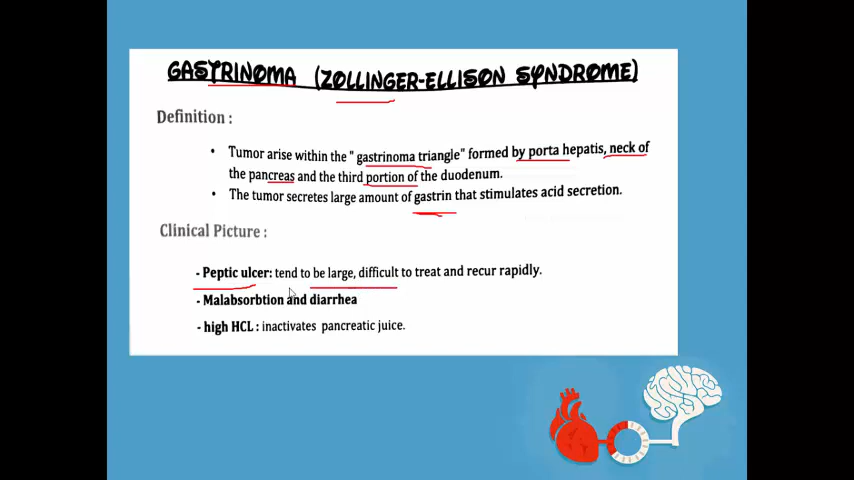 GASTRINOMA (ZOLLINGER-ELLISON SYNDROME)
Definition :
• Tumor arise within the " gastrinoma triangle" formed by porta hepatis, neck of
the pancreas and the third portion of the duodenum.
• The tumor secretes large amount of gastrin that stimulates acid secretion.
Clinical Picture :
- Peptic ulcer: tend to be large, difficult to treat and recur rapidly.
- Malabsorbtion and diarrhea
- high HCL : inactivates pancreatic juice.